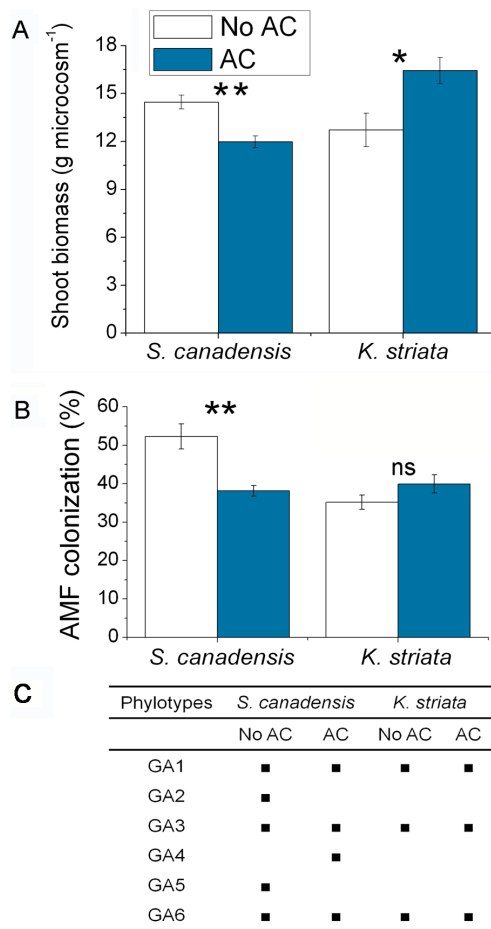 A
No AC
AC
Shoot biomass (g microcosm⁻¹)
18
15
12
9
6
3
0
**
*
S. canadensis
K. striata
B
AMF colonization (%)
60
50
40
30
20
10
0
**
ns
S. canadensis
K. striata
C
Phylotypes S. canadensis K. striata
No AC AC No AC AC
GA1 ■ ■ ■ ■
GA2 ■
GA3 ■ ■ ■ ■
GA4 ■
GA5 ■
GA6 ■ ■ ■ ■